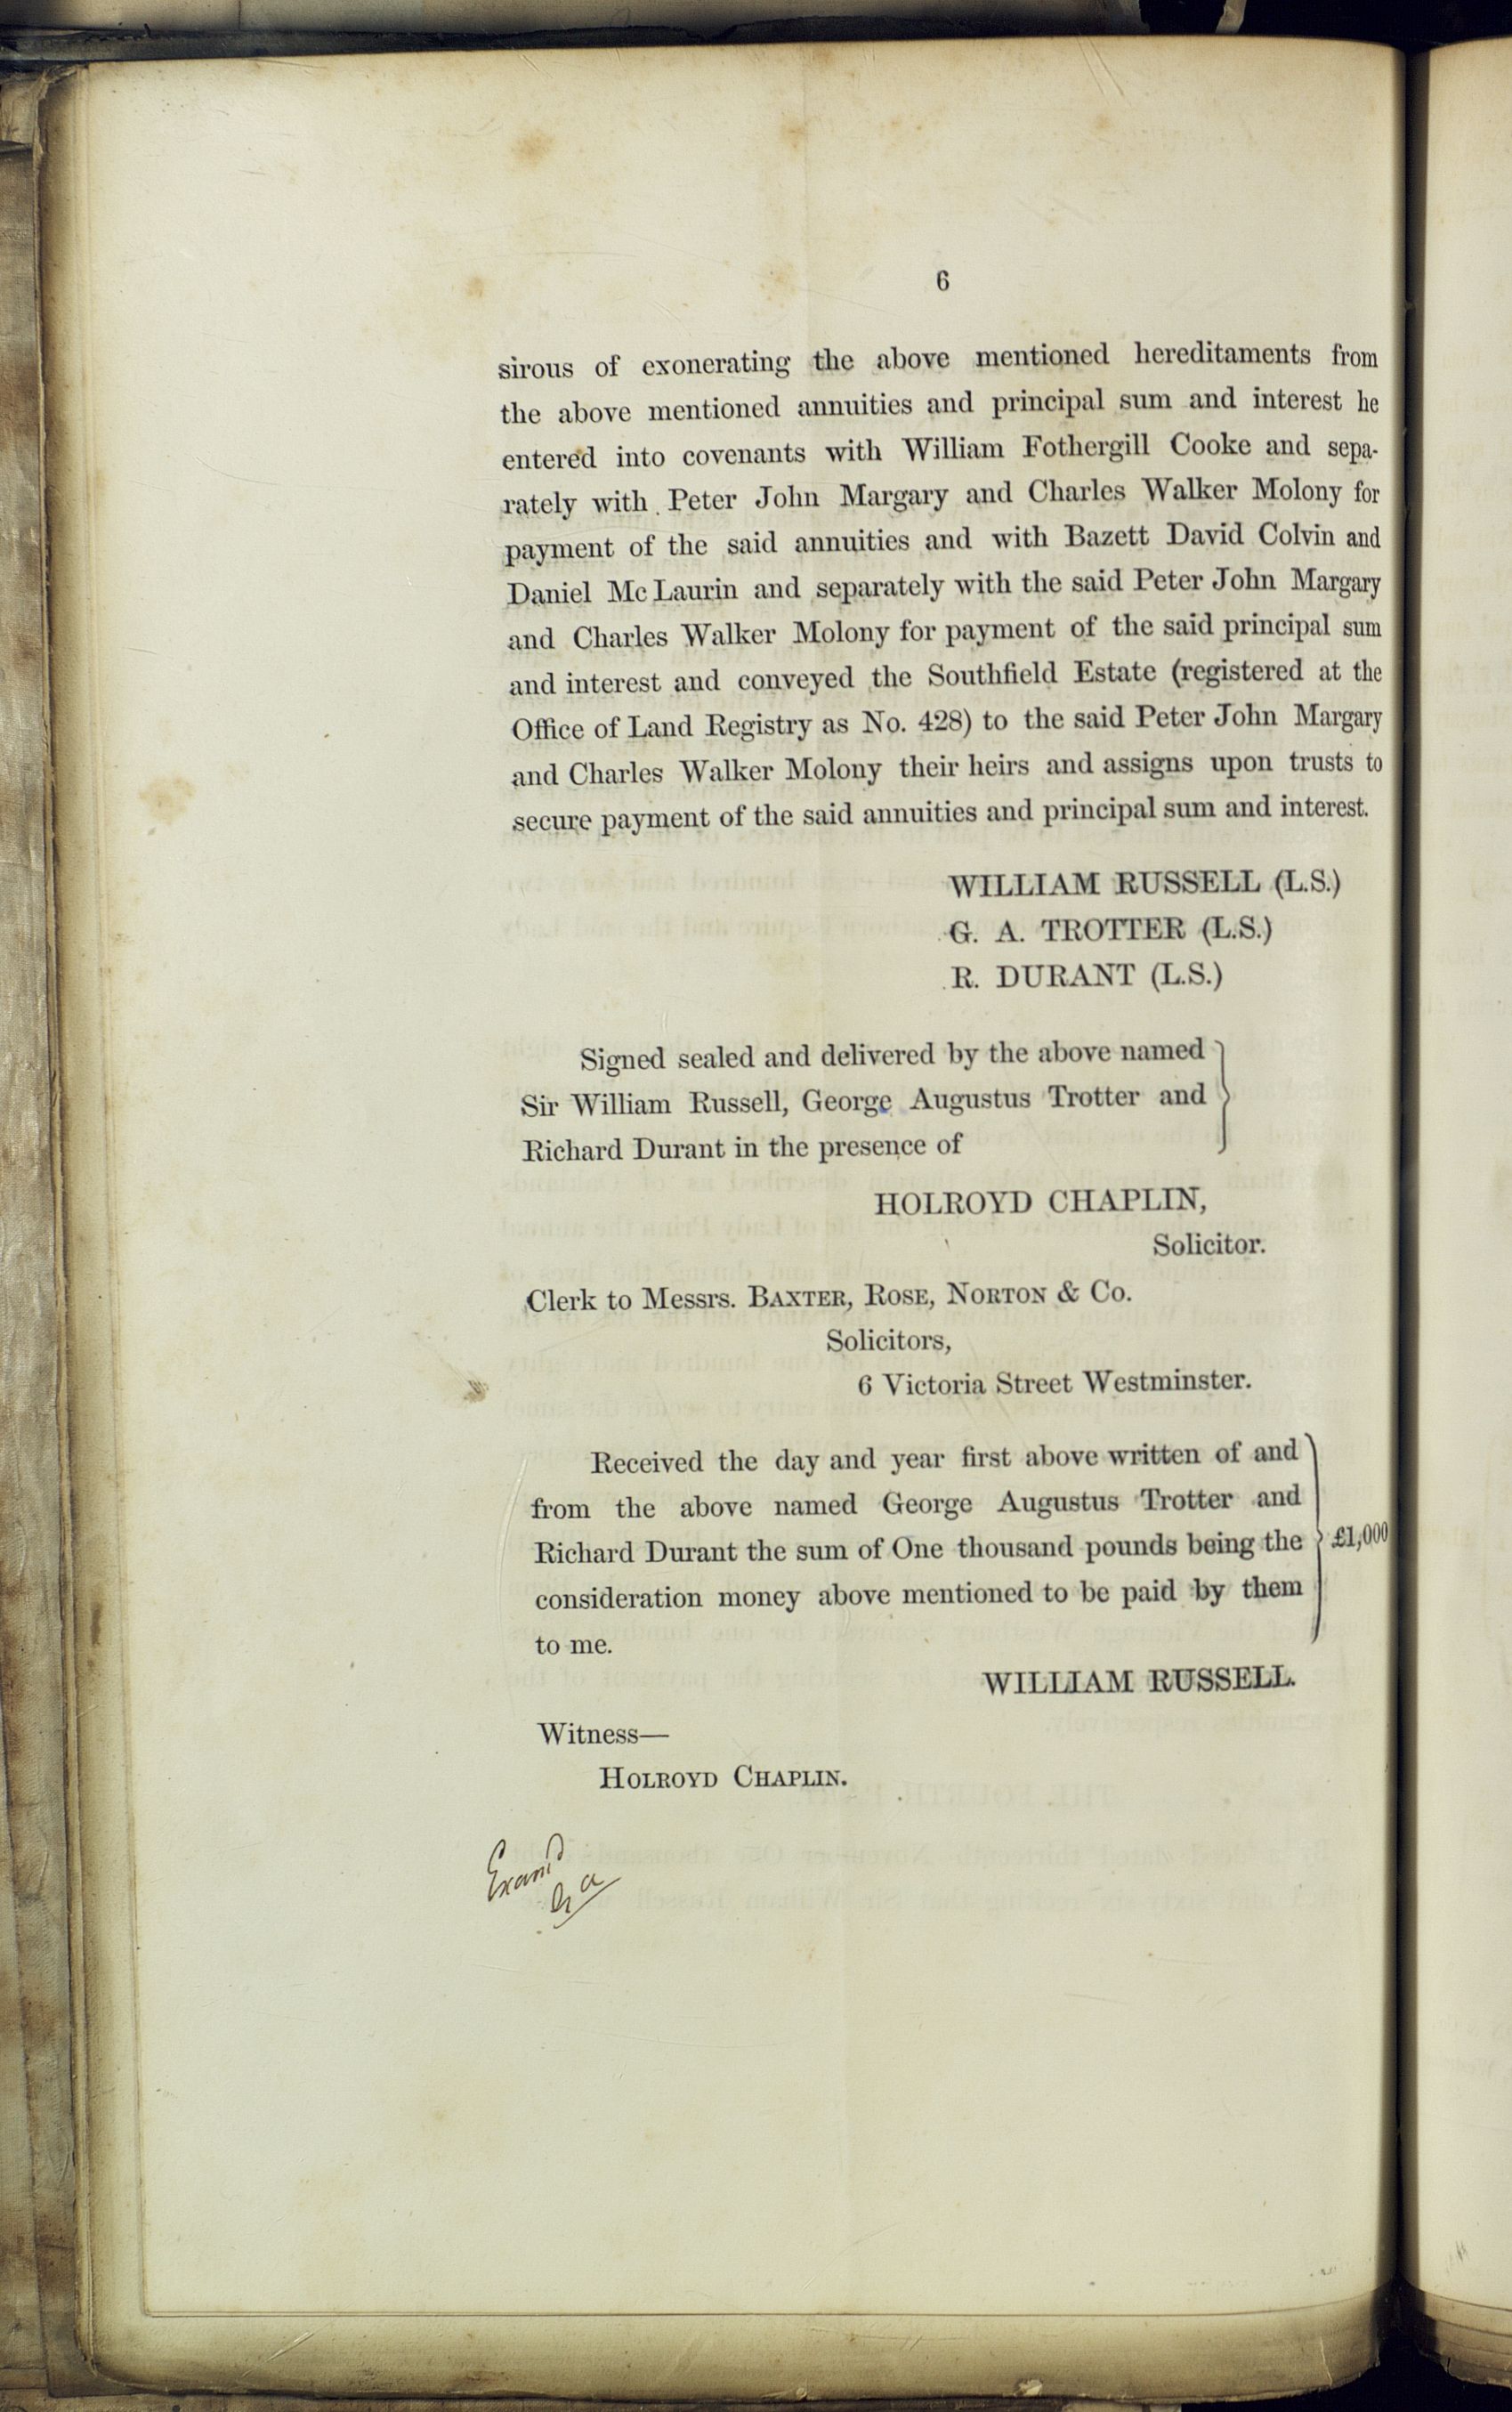 6
sirous of exonerating the above mentioned hereditaments from
the above mentioned annuities and principal sum and interest he
entered into covenants with William Fothergill Cooke and sepa-
rately with Peter John Margary and Charles Walker Molony for
payment of the said annuities and with Bazett David Colvin and
Daniel Mc Laurin and separately with the said Peter John Margary
and Charles Walker Molony for payment of the said principal sum
and interest and conveyed the Southfield Estate (registered at the
Office of Land Registry as No. 428) to the said Peter John Margary
and Charles Walker Molony their heirs and assigns upon trusts to
secure payment of the said annuities and principal sum and interest.
WILLIAM RUSSELL (L.S.)
G. A. TROTTER (L.S.)
R. DURANT (L.S.)
Signed sealed and delivered by the above named
Sir William Russell, George Augustus Trotter and
Richard Durant in the presence of
HOLROYD CHAPLIN,
Solicitor.
Clerk to Messrs. BAXTER, ROSE, NORTON & Co.
Solicitors,
6 Victoria Street Westminster.
Received the day and year first above written of and
from the above named George Augustus Trotter and
Richard Durant the sum of One thousand pounds being the £1,000
consideration money above mentioned to be paid by them
to me.
WILLIAM RUSSELL.
Witness—
HOLROYD CHAPLIN.
Examd